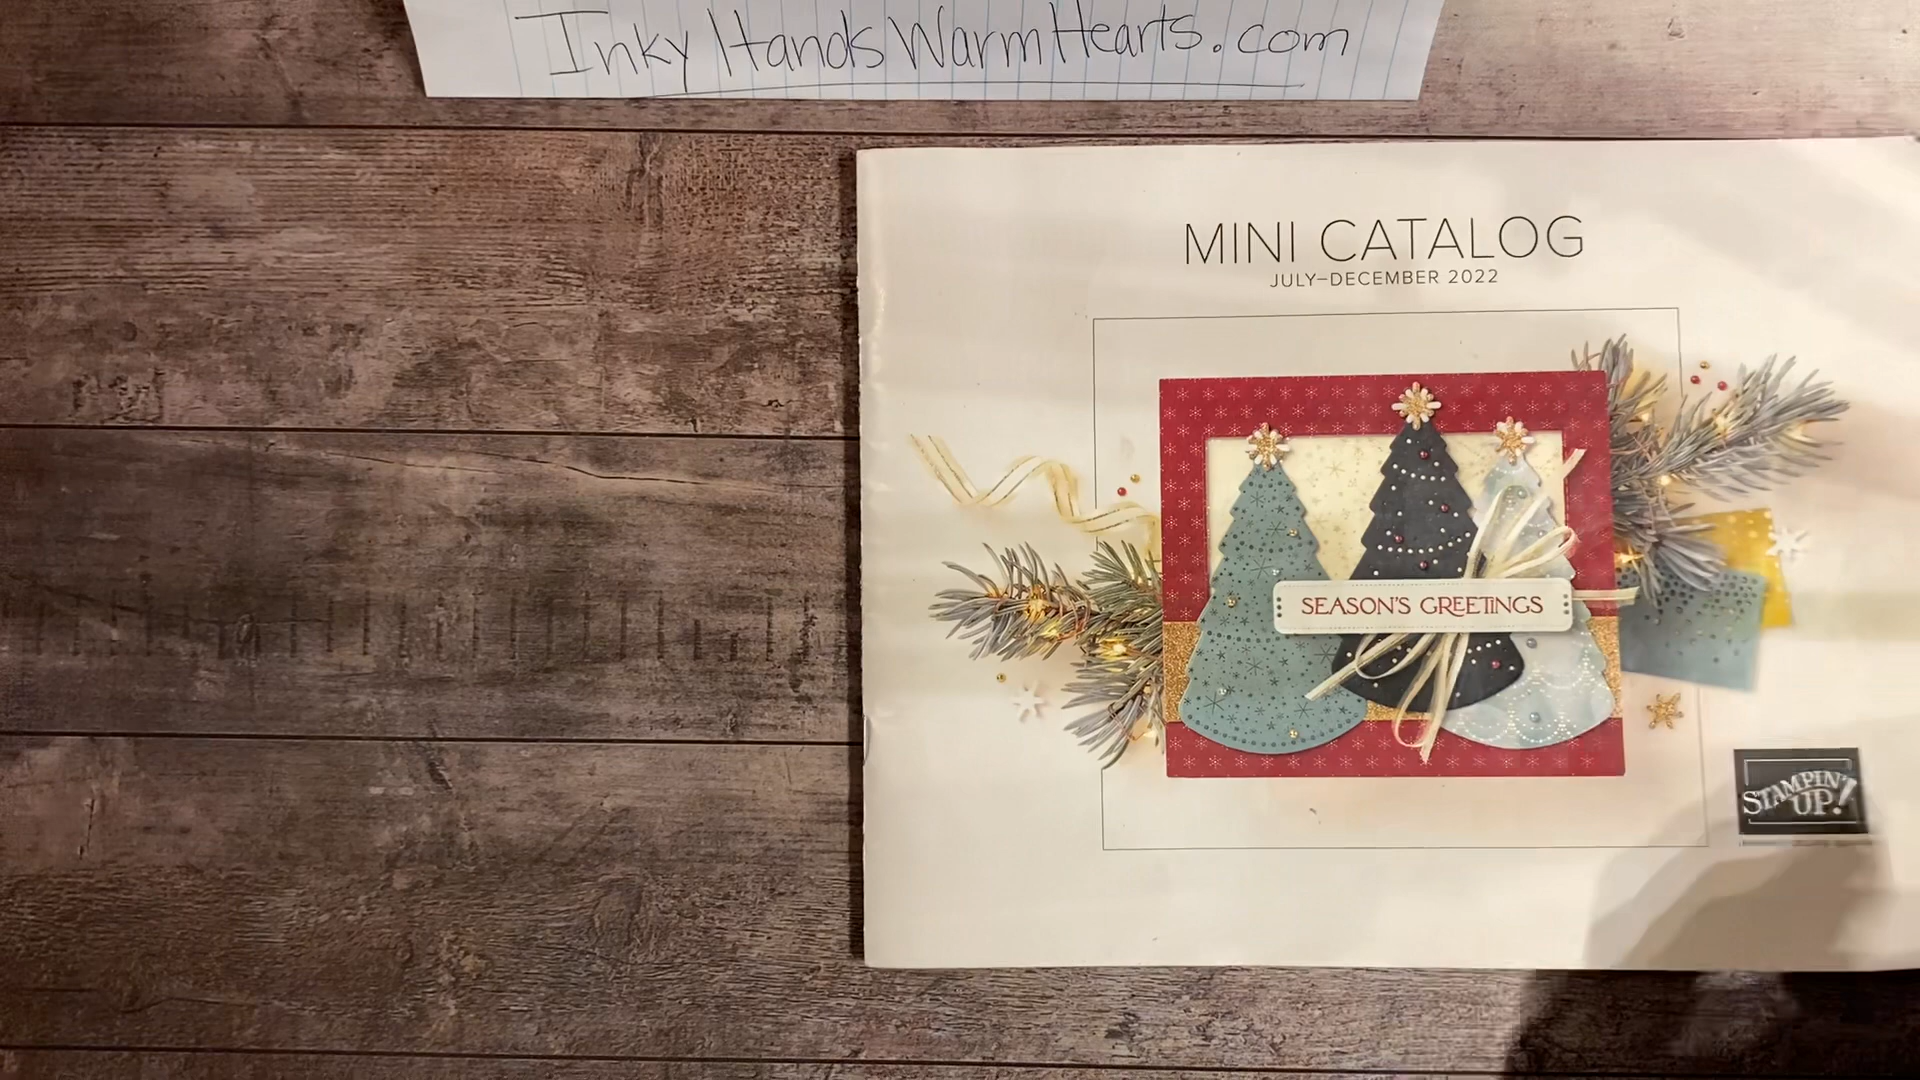 InkyHandsWarmHearts.com
MINI CATALOG
JULY–DECEMBER 2022
SEASON'S GREETINGS
STAMPIN' UP!